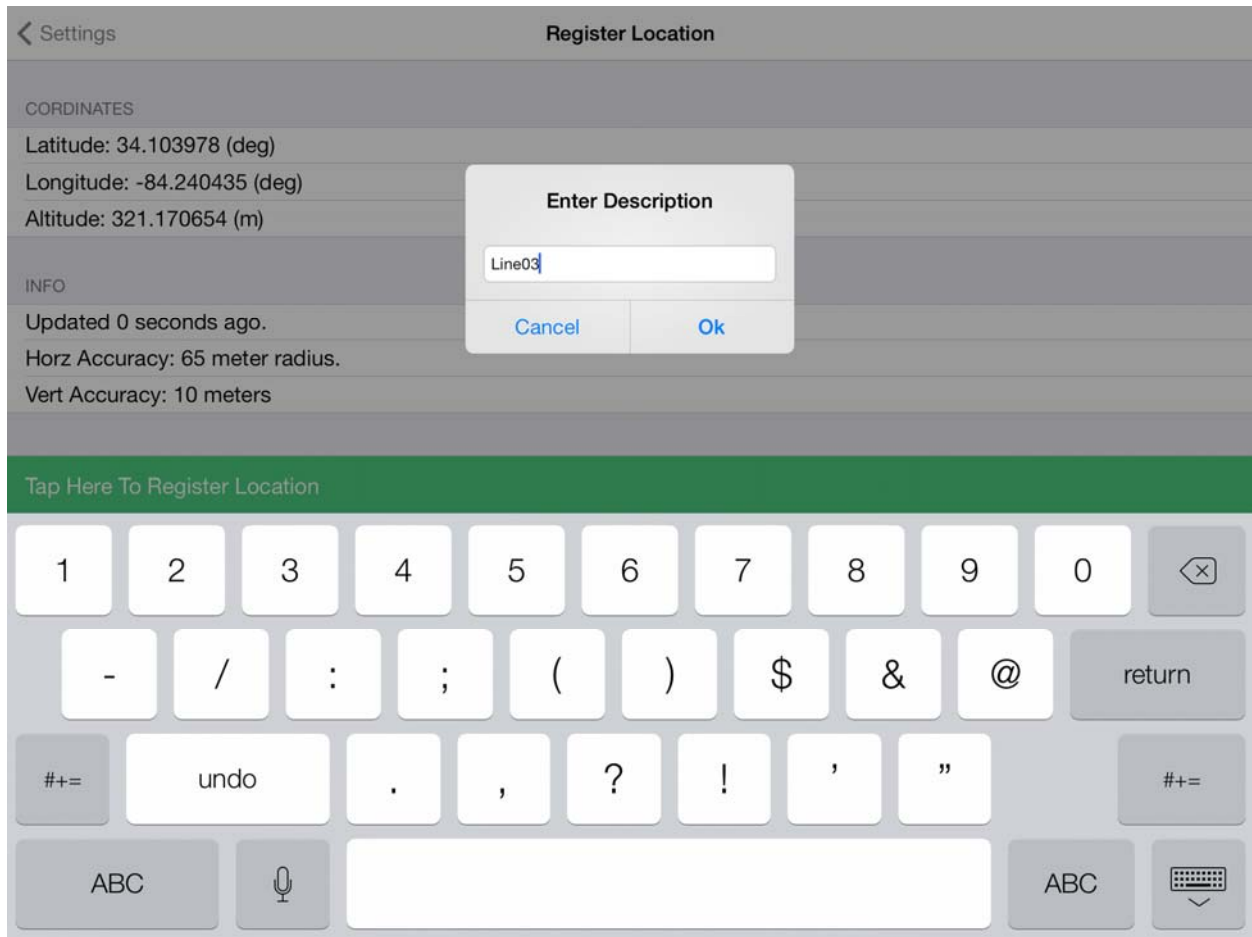 Settings
Register Location
CORDINATES
Latitude: 34.103978 (deg)
Longitude: -84.240435 (deg)
Altitude: 321.170654 (m)
Enter Description
Line03
Cancel
Ok
INFO
Updated 0 seconds ago.
Horz Accuracy: 65 meter radius.
Vert Accuracy: 10 meters
Tap Here To Register Location
1 2 3 4 5 6 7 8 9 0
- / : ; ( ) $ & @ return
#+= undo . , ? ! ’ ” #+=
ABC ABC